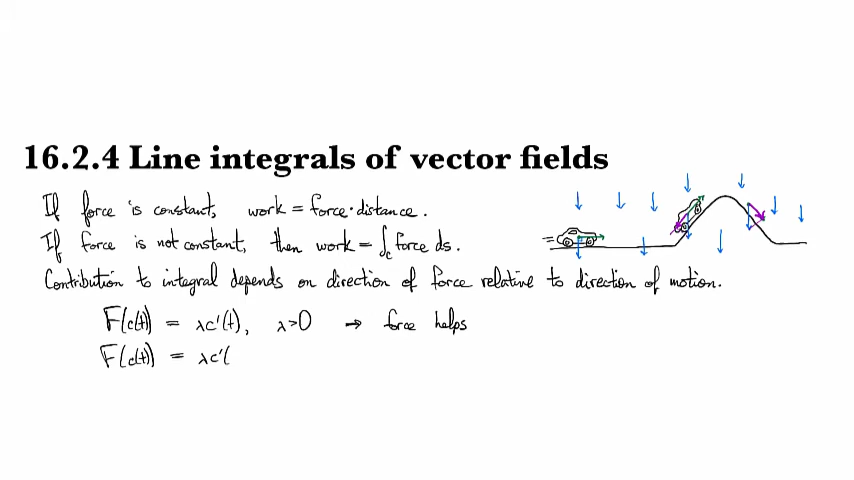 16.2.4 Line integrals of vector fields
If force is constant, work = force·distance.
If force is not constant, then work = ∫_c force ds.
Contribution to integral depends on direction of force relative to direction of motion.
F(c(t)) = λc'(t), λ>0 → force helps
F(c(t)) = λc'(